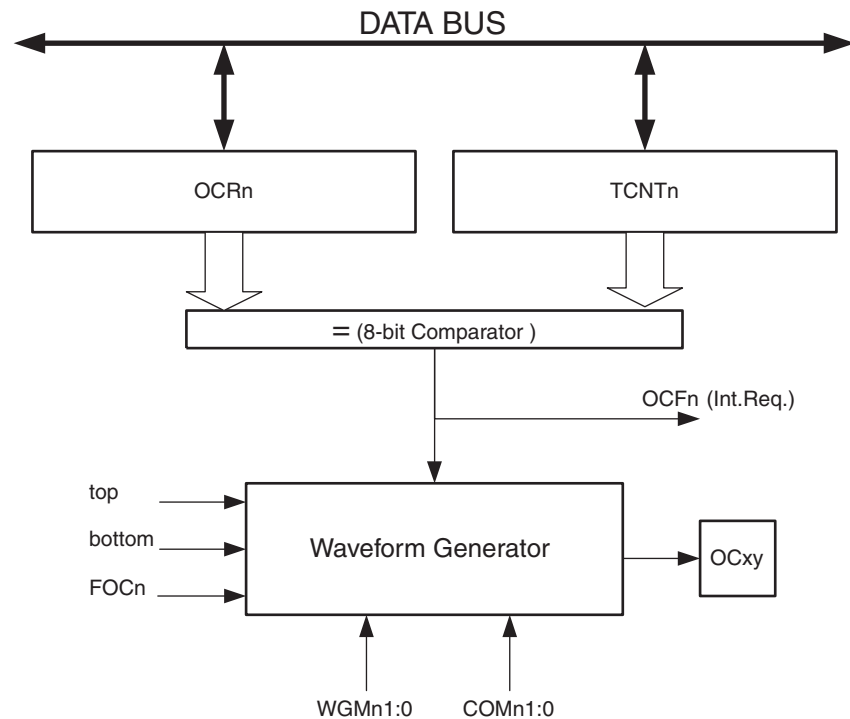 DATA BUS
OCRn
TCNTn
= (8-bit Comparator )
OCFn (Int.Req.)
top
bottom
FOCn
Waveform Generator
OCxy
WGMn1:0
COMn1:0